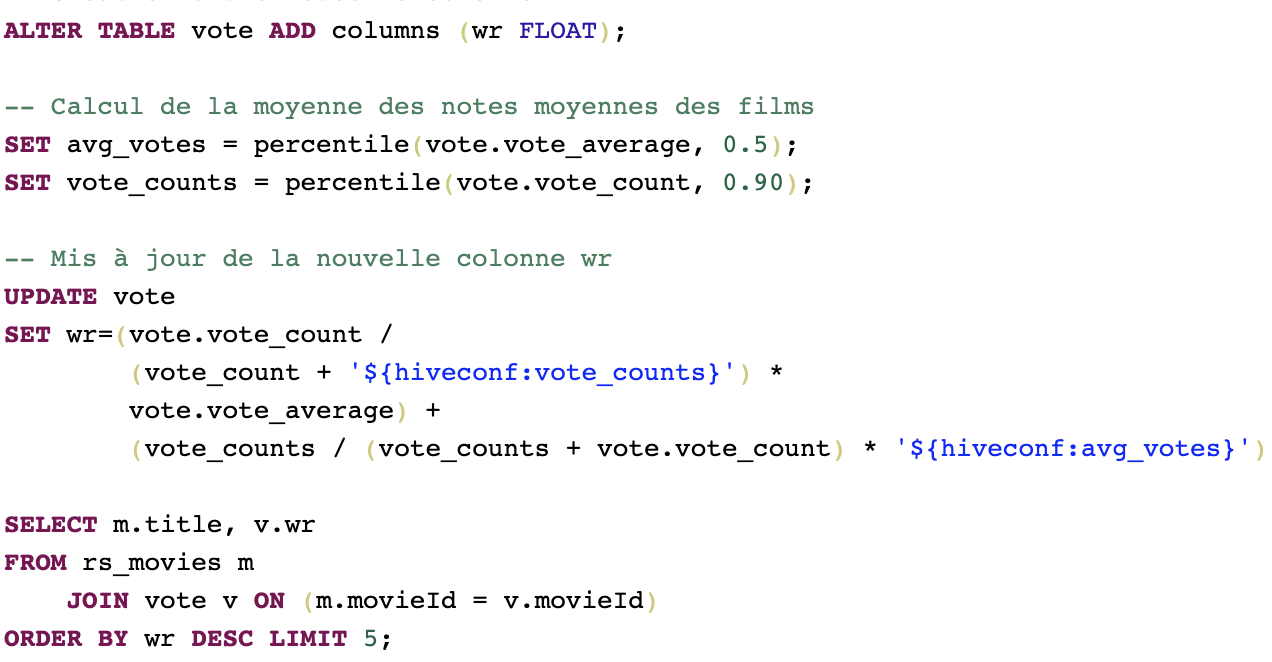 ALTER TABLE vote ADD columns (wr FLOAT);
-- Calcul de la moyenne des notes moyennes des films
SET avg_votes = percentile(vote.vote_average, 0.5);
SET vote_counts = percentile(vote.vote_count, 0.90);
-- Mis à jour de la nouvelle colonne wr
UPDATE vote
SET wr=(vote.vote_count /
(vote_count + '${hiveconf:vote_counts}') *
vote.vote_average) +
(vote_counts / (vote_counts + vote.vote_count) * '${hiveconf:avg_votes}')
SELECT m.title, v.wr
FROM rs_movies m
JOIN vote v ON (m.movieId = v.movieId)
ORDER BY wr DESC LIMIT 5;